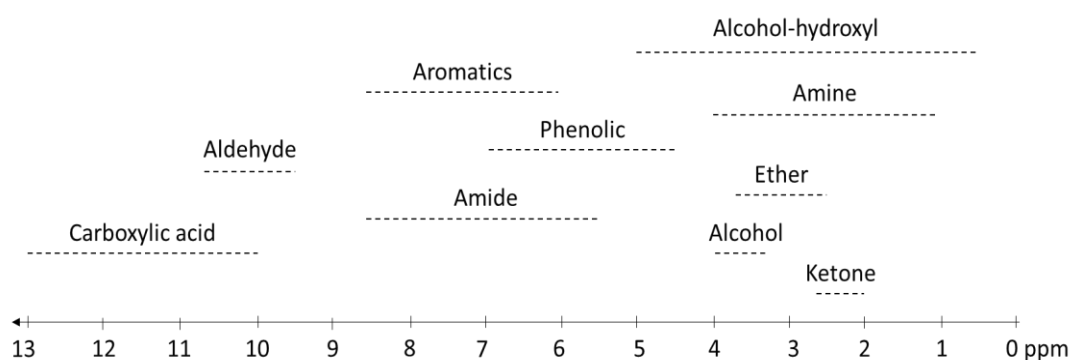 Alcohol-hydroxyl
Aromatics
Amine
Phenolic
Aldehyde
Ether
Amide
Carboxylic acid
Alcohol
Ketone
13 12 11 10 9 8 7 6 5 4 3 2 1 0 ppm